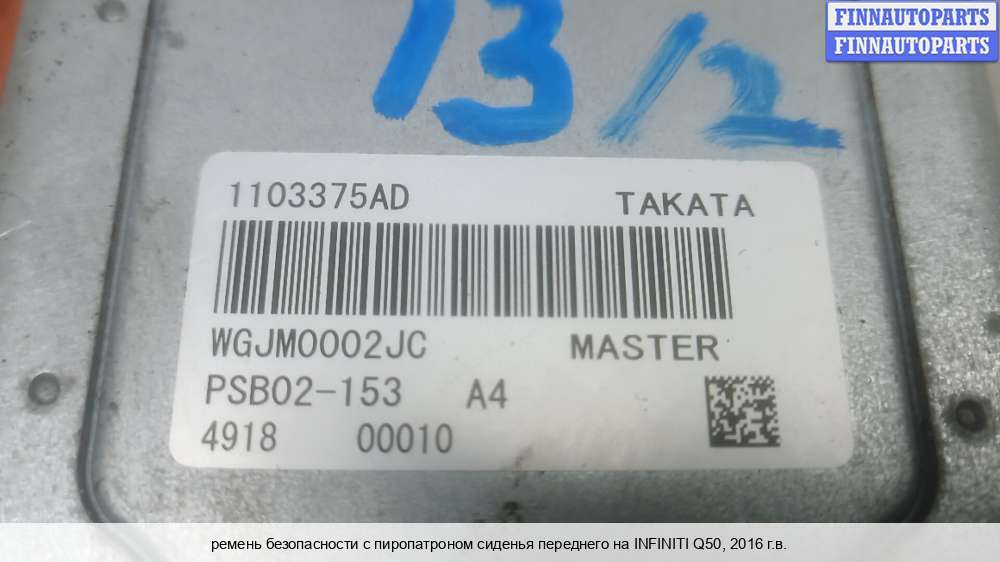 FINNAUTOPARTS
FINNAUTOPARTS
13/2
1103375AD TAKATA
WGJM0002JC MASTER
PSB02-153 A4
4918 00010
ремень безопасности с пиропатроном сиденья переднего на INFINITI Q50, 2016 г.в.